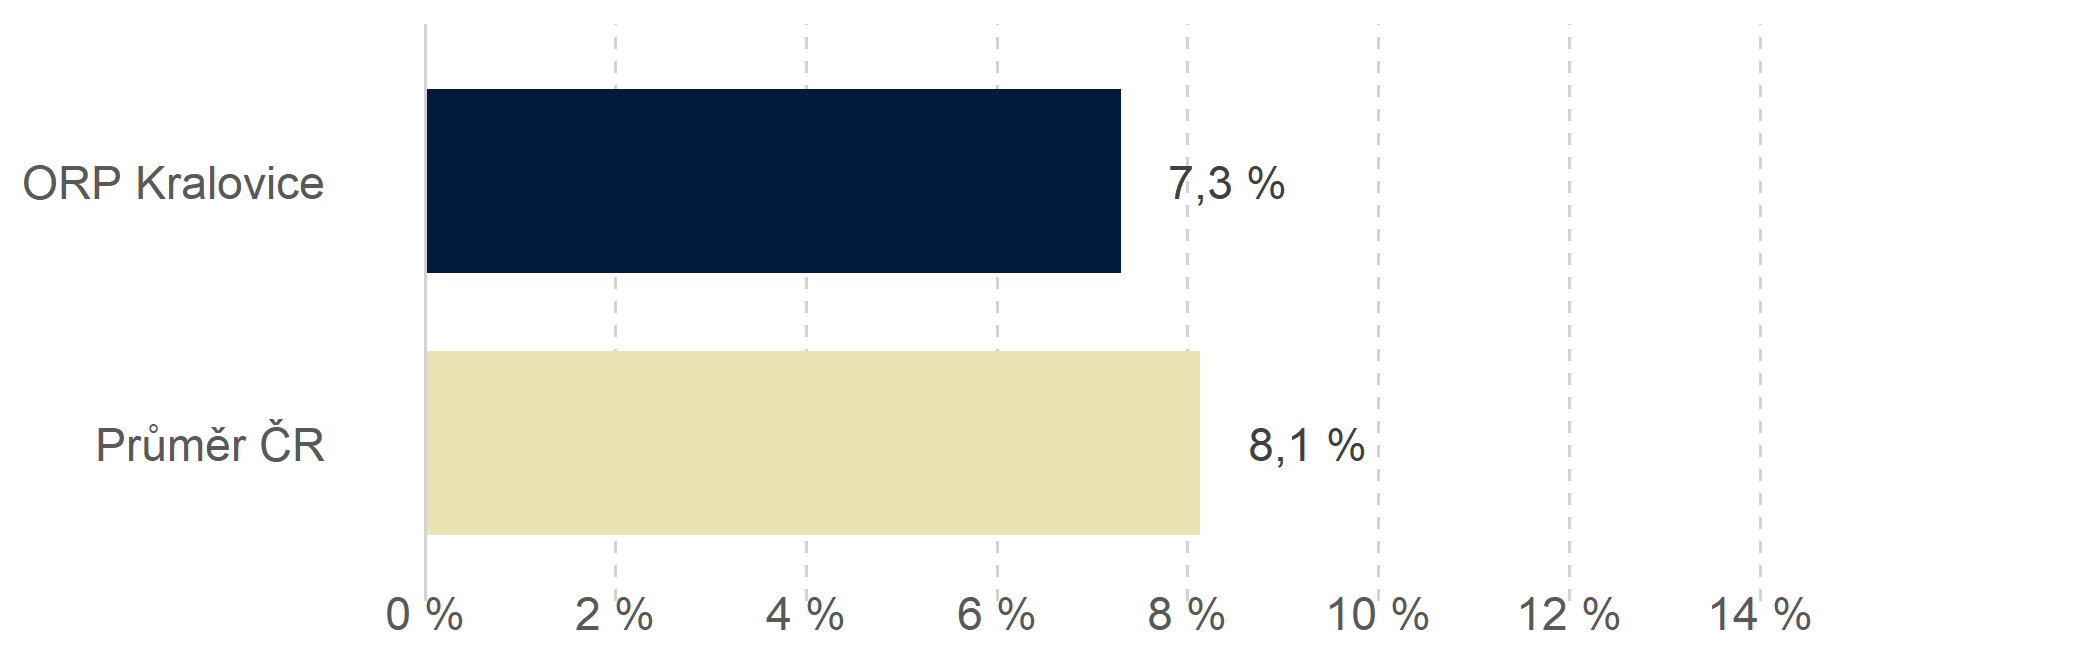 ORP Kralovice
7,3 %
Průměr ČR
8,1 %
0 % 2 % 4 % 6 % 8 % 10 % 12 % 14 %